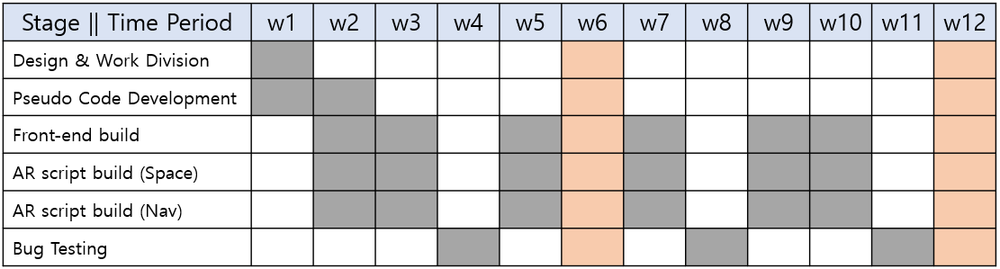 Stage || Time Period w1 w2 w3 w4 w5 w6 w7 w8 w9 w10 w11 w12
Design & Work Division
Pseudo Code Development
Front-end build
AR script build (Space)
AR script build (Nav)
Bug Testing